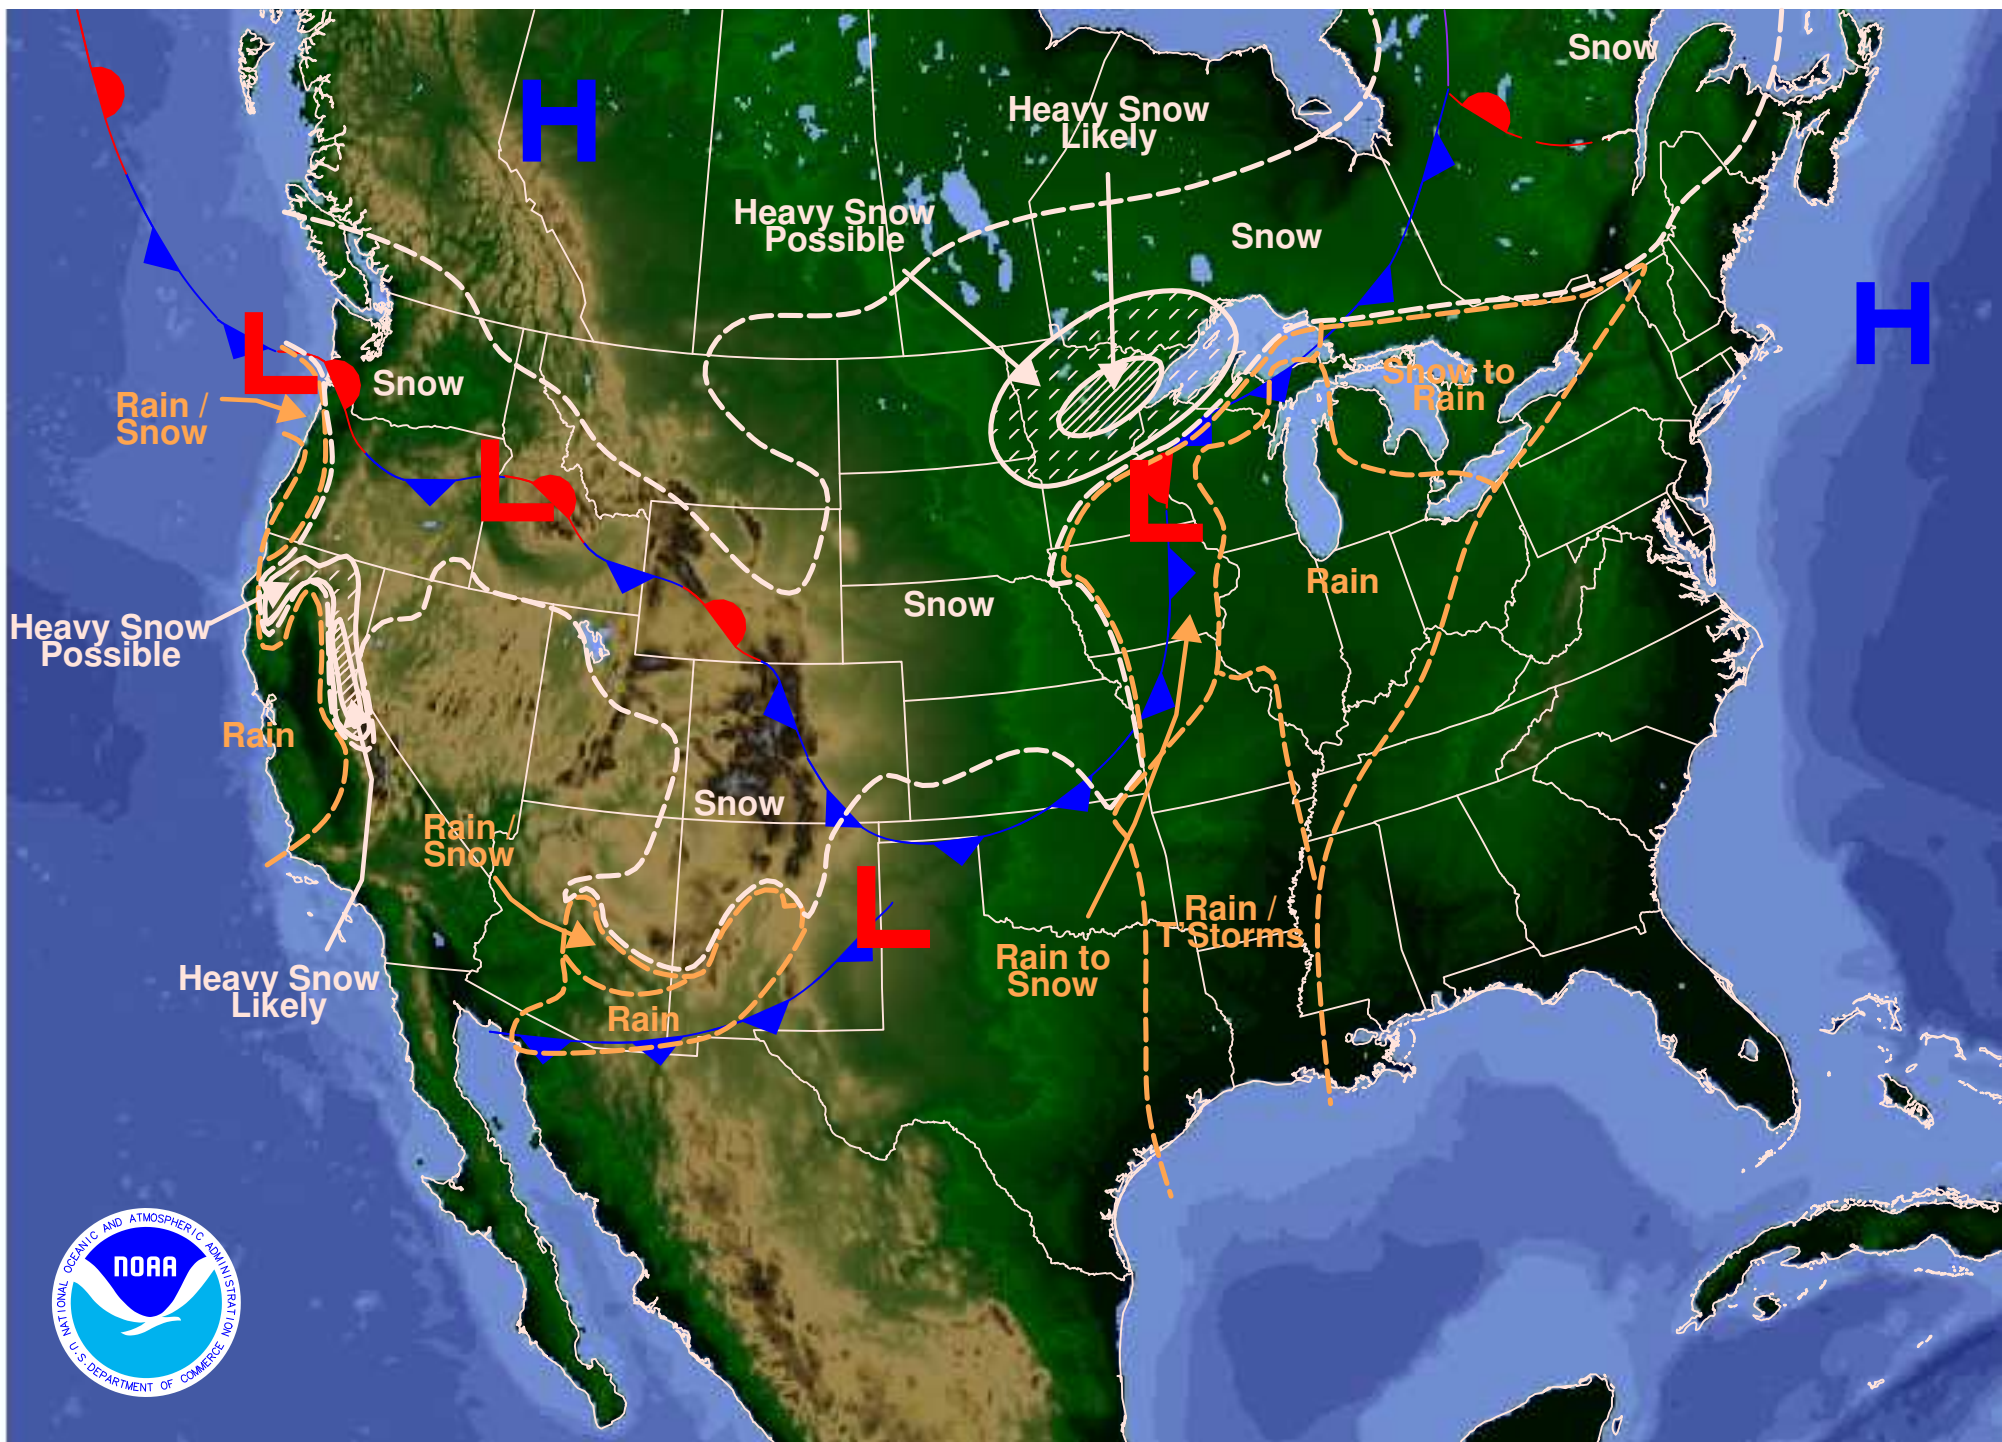 Snow
H
Heavy Snow
Likely
Heavy Snow
Possible
Snow
H
L
Snow
Snow to
Rain
Rain /
Snow
L
L
Rain
Snow
Heavy Snow
Possible
Rain
Snow
Rain /
Snow
L
Rain /
T'Storms
Rain to
Snow
Heavy Snow
Likely
Rain
NATIONAL OCEANIC AND ATMOSPHERIC ADMINISTRATION
NOAA
U.S. DEPARTMENT OF COMMERCE